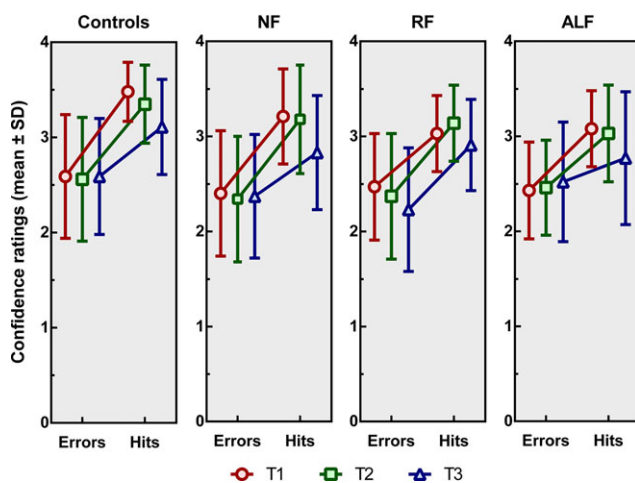 Controls NF RF ALF
Confidence ratings (mean ± SD)
4 4 4 4
3 3 3 3
2 2 2 2
1 1 1 1
0 0 0 0
Errors Hits Errors Hits Errors Hits Errors Hits
T1 T2 T3